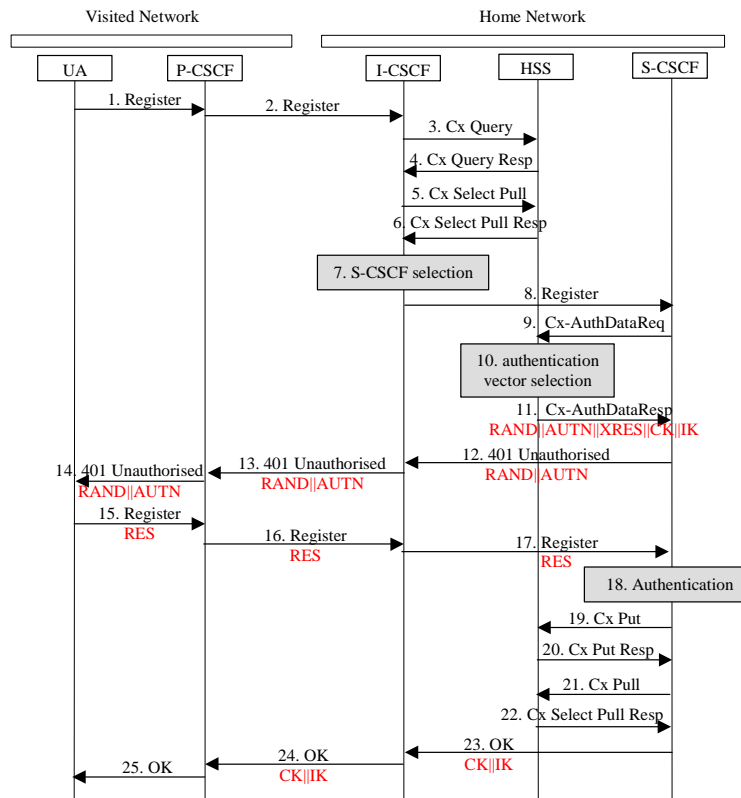 Visited Network
Home Network
UA
P-CSCF
I-CSCF
HSS
S-CSCF
1. Register
2. Register
3. Cx Query
4. Cx Query Resp
5. Cx Select Pull
6. Cx Select Pull Resp
7. S-CSCF selection
8. Register
9. Cx-AuthDataReq
10. authentication
vector selection
11. Cx-AuthDataResp
RAND||AUTN||XRES||CK||IK
12. 401 Unauthorised
RAND||AUTN
13. 401 Unauthorised
RAND||AUTN
14. 401 Unauthorised
RAND||AUTN
15. Register
RES
16. Register
RES
17. Register
RES
18. Authentication
19. Cx Put
20. Cx Put Resp
21. Cx Pull
22. Cx Select Pull Resp
23. OK
CK||IK
24. OK
CK||IK
25. OK